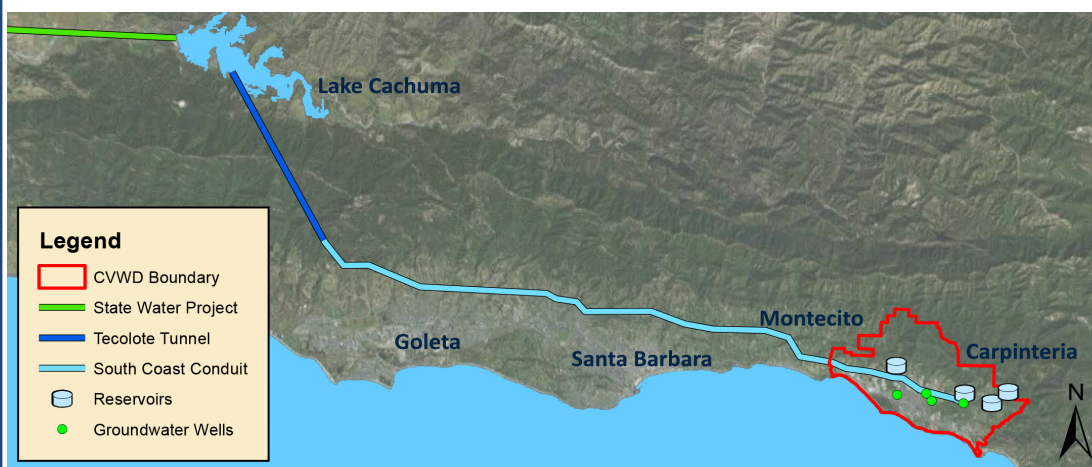 Lake Cachuma
Legend
CVWD Boundary
State Water Project
Tecolote Tunnel
South Coast Conduit
Reservoirs
Groundwater Wells
Goleta
Santa Barbara
Montecito
Carpinteria
N